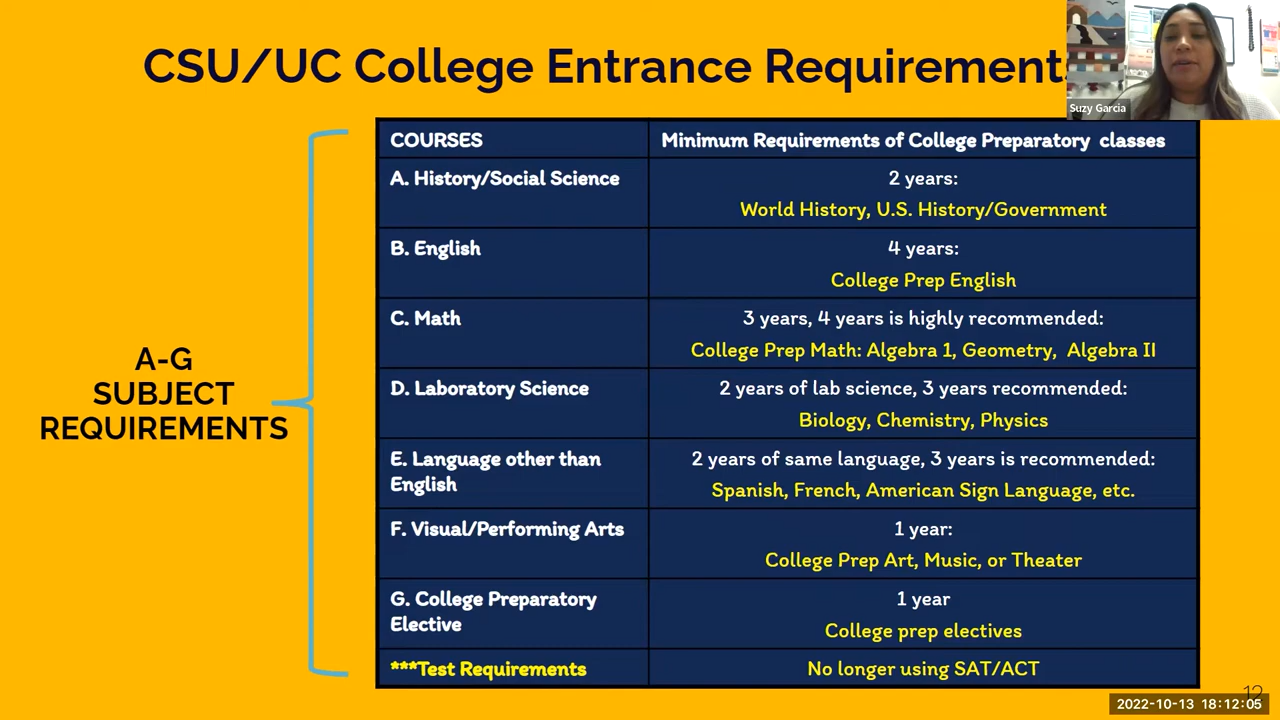 CSU/UC College Entrance Requirements
Suzy Garcia
COURSES
Minimum Requirements of College Preparatory classes
A. History/Social Science
2 years:
World History, U.S. History/Government
B. English
4 years:
College Prep English
C. Math
3 years, 4 years is highly recommended:
College Prep Math: Algebra 1, Geometry, Algebra II
A-G
SUBJECT
REQUIREMENTS
D. Laboratory Science
2 years of lab science, 3 years recommended:
Biology, Chemistry, Physics
E. Language other than
English
2 years of same language, 3 years is recommended:
Spanish, French, American Sign Language, etc.
F. Visual/Performing Arts
1 year:
College Prep Art, Music, or Theater
G. College Preparatory
Elective
1 year
College prep electives
***Test Requirements
No longer using SAT/ACT
12
2022-10-13 18:12:05